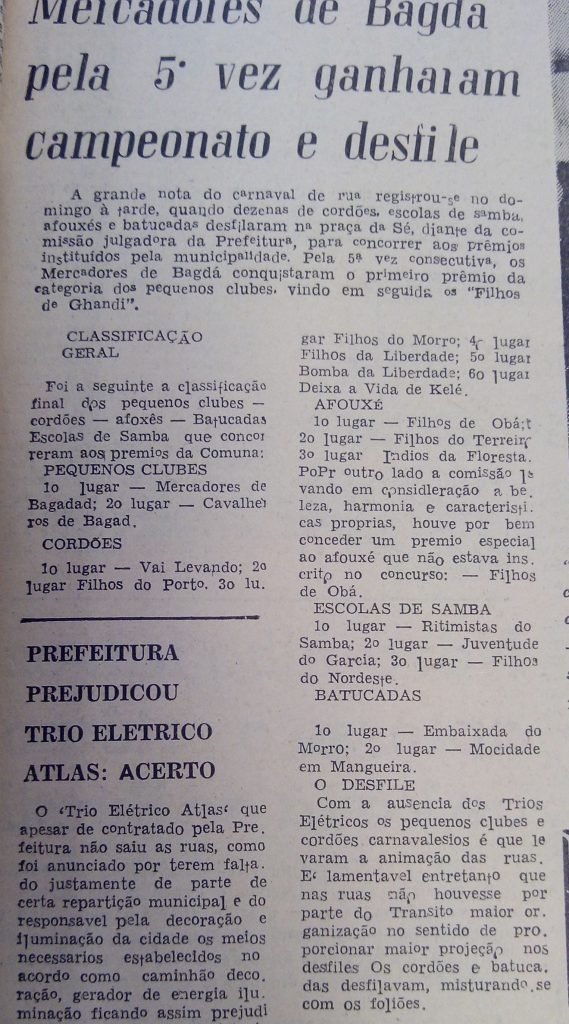 Mercadores de Bagdá
pela 5ª vez ganharam
campeonato e desfile
A grande nota do carnaval de rua registrou-se no do-
mingo à tarde, quando dezenas de cordões, escolas de samba,
afouxés e batucadas desfilaram na praça da Sé, diante da co-
missão julgadora da Prefeitura, para concorrer aos prêmios
instituídos pela municipalidade. Pela 5ª vez consecutiva, os
Mercadores de Bagdá conquistaram o primeiro prêmio da
categoria dos pequenos clubes, vindo em seguida os "Filhos
de Ghandi".
CLASSIFICAÇÃO
GERAL
Foi a seguinte a classificação
final dos pequenos clubes —
cordões — afoxés — Batucadas
Escolas de Samba que concor
reram aos premios da Comuna:
PEQUENOS CLUBES
1o lugar — Mercadores de
Bagadad; 2o lugar — Cavalhei
ros de Bagad.
CORDÕES
1o lugar — Vai Levando; 2o
lugar Filhos do Porto. 3o lu.
gar Filhos do Morro; 4o lugar
Filhos da Liberdade; 5o lugar
Bomba da Liberdade; 6o lugar
Deixa a Vida de Kelé.
AFOUXÉ
1o lugar — Filhos de Obá;
2o lugar — Filhos do Terreir
3o lugar Indios da Floresta.
PoPr outro lado a comissão le
vando em considleração a be.
leza, harmonia e caracteristi.
cas proprias, houve por bem
conceder um premio especial
ao afouxé que não estava ins.
crito no concurso: — Filhos
de Obá.
ESCOLAS DE SAMBA
1o lugar — Ritimistas do
Samba; 2o lugar — Juventude
do Garcia; 3o lugar — Filhos
do Nordeste.
BATUCADAS
1o lugar — Embaixada do
Morro; 2o lugar — Mocidade
em Mangueira.
O DESFILE
Com a ausencia dos Trios
Elétricos os pequenos clubes e
cordões carnavalesios é que le
varam a animação das ruas.
E' lamentavel entretanto que
nas ruas não houvesse por
parte do Transito maior or.
ganização no sentido de pro.
porcionar maior projeção nos
desfiles Os cordões e batuca.
das desfilavam, misturando.se
com os foliões.
PREFEITURA
PREJUDICOU
TRIO ELETRICO
ATLAS: ACERTO
O 'Trio Elétrico Atlas' que
apesar de contratado pela Pre.
feitura não saiu as ruas, como
foi anunciado por terem falta.
do justamente de parte de
certa repartição municipal e do
responsavel pela decoração e
iluminação da cidade os meios
necessarios estabelecidos no
acordo como caminhão deco.
ração, gerador de energia ilu.
minação ficando assim prejudi